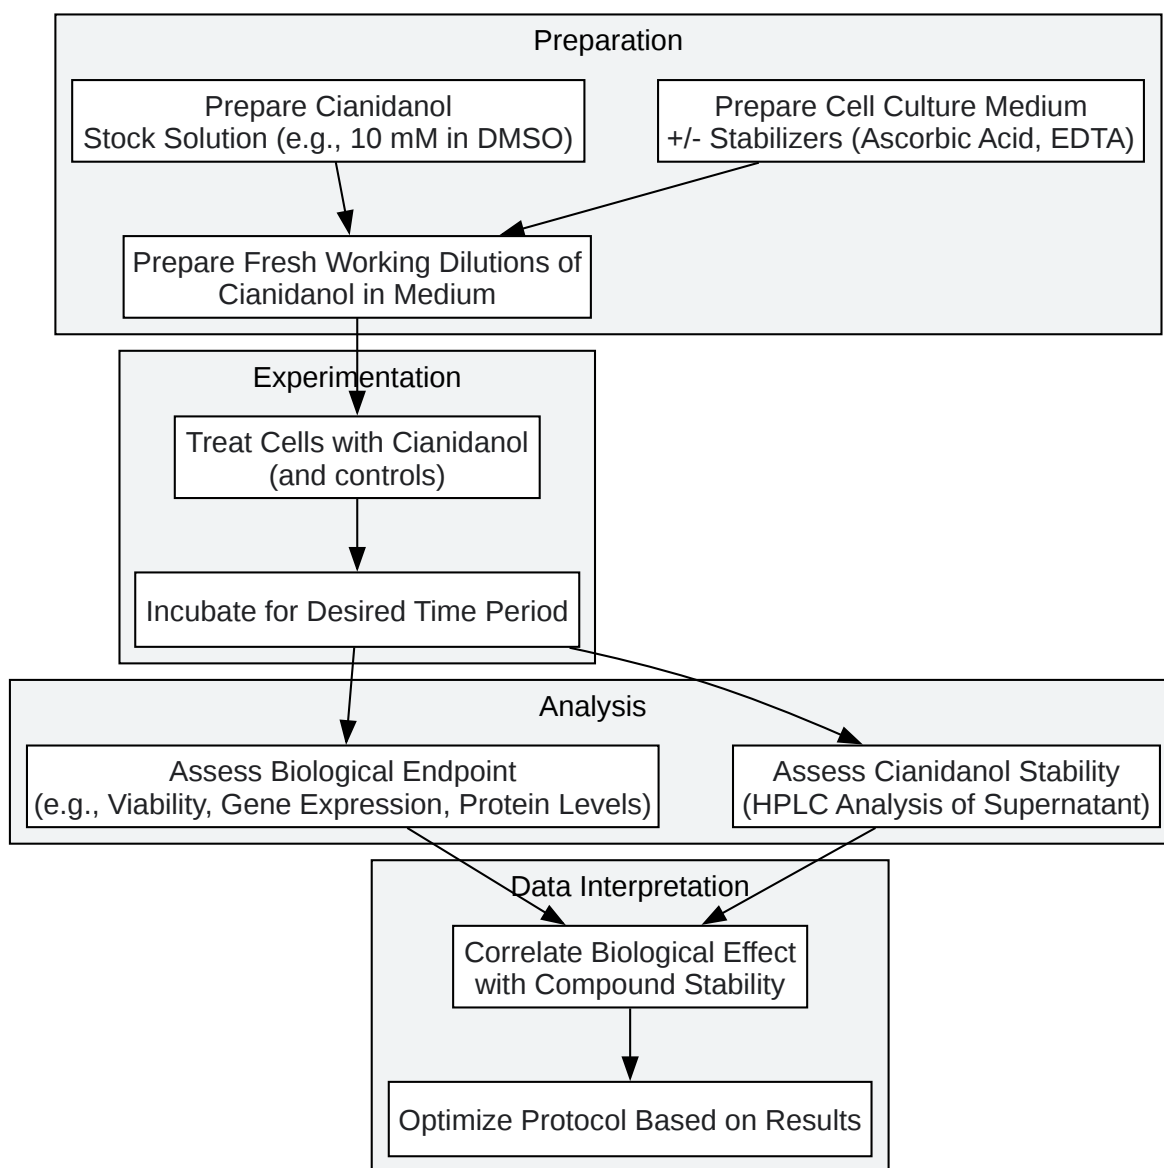 Preparation
Prepare Cianidanol
Stock Solution (e.g., 10 mM in DMSO)
Prepare Cell Culture Medium
+/- Stabilizers (Ascorbic Acid, EDTA)
Prepare Fresh Working Dilutions of
Cianidanol in Medium
Experimentation
Treat Cells with Cianidanol
(and controls)
Incubate for Desired Time Period
Analysis
Assess Biological Endpoint
(e.g., Viability, Gene Expression, Protein Levels)
Assess Cianidanol Stability
(HPLC Analysis of Supernatant)
Data Interpretation
Correlate Biological Effect
with Compound Stability
Optimize Protocol Based on Results